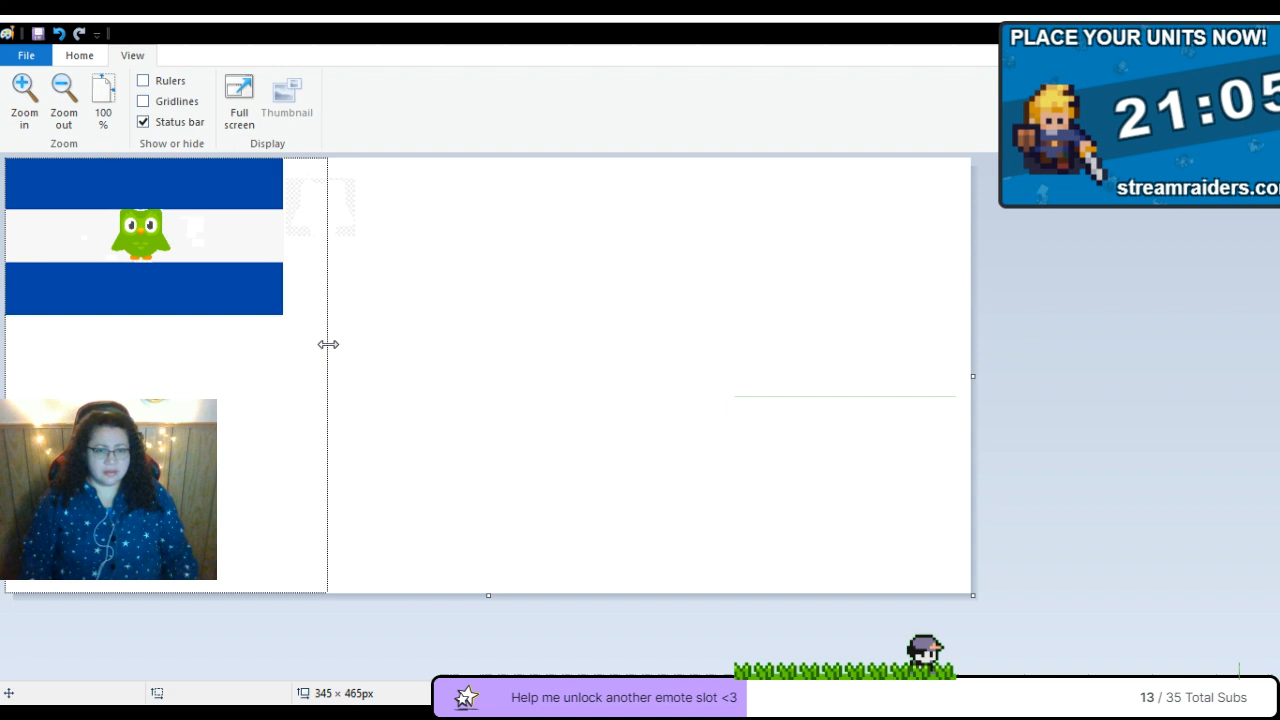 PLACE YOUR UNITS NOW!
File Home View
Rulers
Gridlines
Status bar
Zoom in
Zoom out
100 %
Full screen
Thumbnail
Zoom
Show or hide
Display
21:05
streamraiders.co
345 × 465px
Help me unlock another emote slot <3
13 / 35 Total Subs